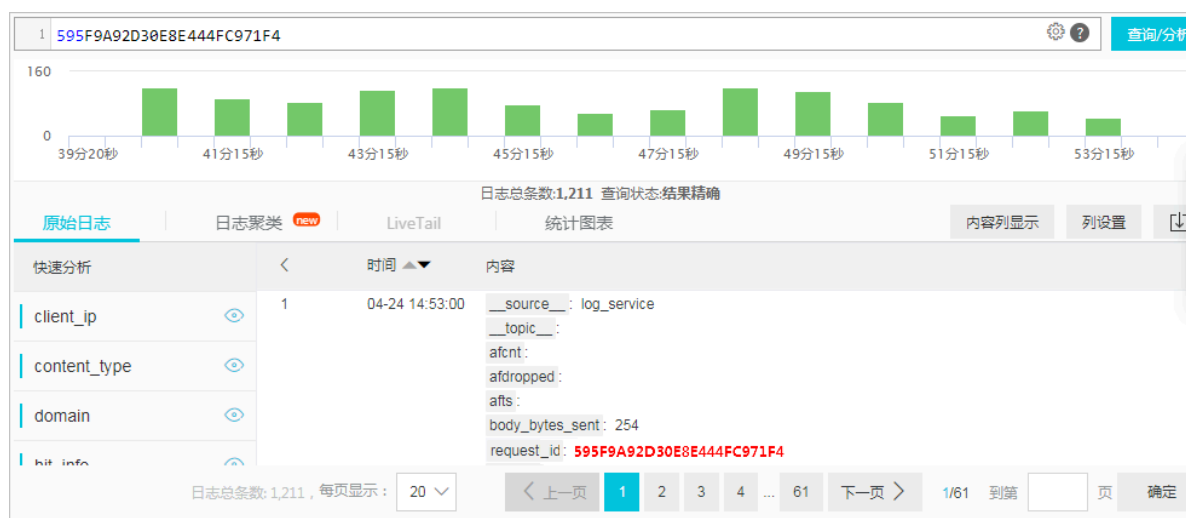 1 595F9A92D30E8E444FC971F4 ? 查询/分析
160
0
39分20秒 41分15秒 43分15秒 45分15秒 47分15秒 49分15秒 51分15秒 53分15秒
日志总条数:1,211 查询状态:结果精确
原始日志 日志聚类 new LiveTail 统计图表 内容列显示 列设置
快速分析 < 时间 内容
client_ip 1 04-24 14:53:00 __source__: log_service
__topic__:
content_type afcnt:
afdropped:
domain afts:
body_bytes_sent: 254
hit_info request_id: 595F9A92D30E8E444FC971F4
日志总条数: 1,211, 每页显示: 20 < 上一页 1 2 3 4 ... 61 下一页 > 1/61 到第 页 确定